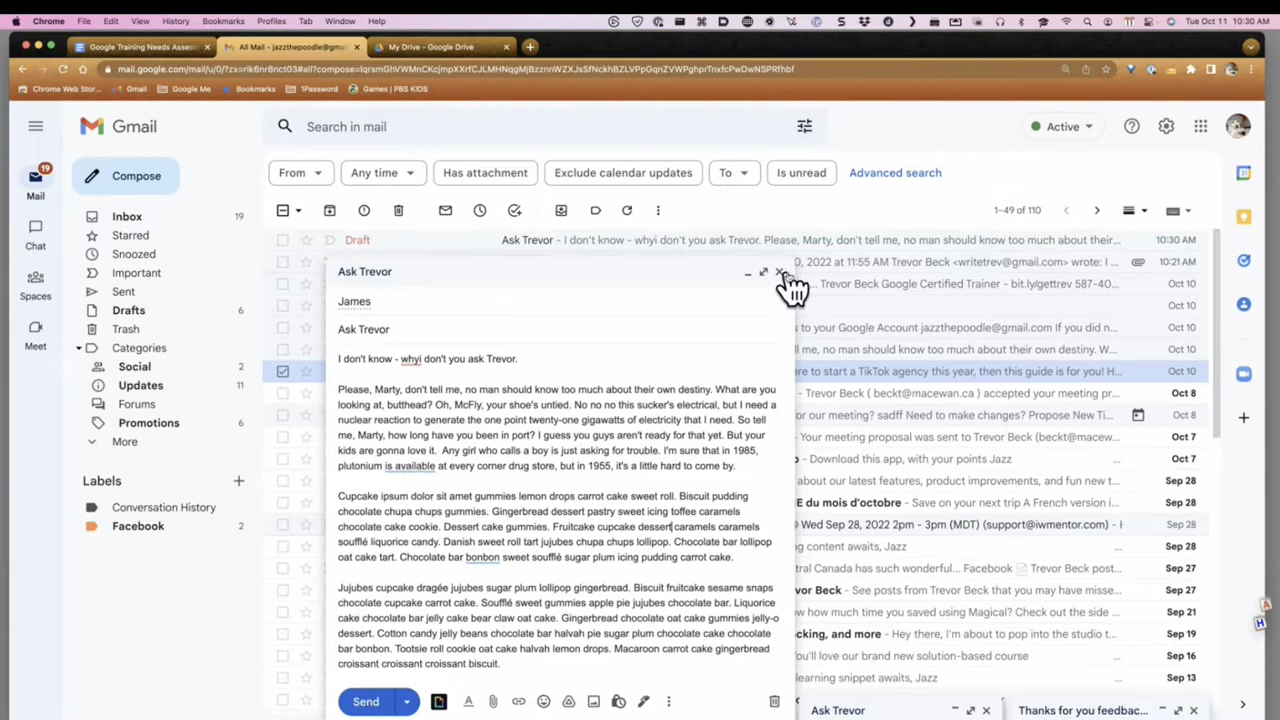 Chrome File Edit View History Bookmarks Profiles Tab Window Help
Tue Oct 11 10:30 AM
Google Training Needs Assess
All Mail - jazzthepoodle@gma
My Drive - Google Drive
mail.google.com/mail/u/0/
Chrome Web Stor... Gmail Google Me Bookmarks 1Password Games | PBS KIDS
Gmail
Search in mail
Active
Compose
From Any time Has attachment Exclude calendar updates To Is unread Advanced search
19
Mail
Chat
Spaces
Meet
Inbox 19
Starred
Snoozed
Important
Sent
Drafts 6
Trash
Categories
Social 2
Updates 11
Forums
Promotions 6
More
Labels
Conversation History
Facebook
1–49 of 110
Draft Ask Trevor - I don't know - whyi don't you ask Trevor. Please, Marty, don't tell me, no man should know too much about their... 10:30 AM
0, 2022 at 11:55 AM Trevor Beck <writetrev@gmail.com> wrote: I ... 10:21 AM
Trevor Beck Google Certified Trainer - bit.ly/gettrev 587-40... Oct 10
Oct 10
s to your Google Account jazzthepoodle@gmail.com If you did n... Oct 10
ll me, no man should know too much about their own destiny. W... Oct 10
ere to start a TikTok agency this year, then this guide is for you! H... Oct 10
r Beck ( beckt@macewan.ca ) accepted your meeting pr... Oct 8
or our meeting? sadff Need to make changes? Propose New Ti... Oct 8
Your meeting proposal was sent to Trevor Beck (beckt@macew... Oct 7
p - Download this app, with your points Jazz Oct 7
s about our latest features, product improvements, and fun new t... Sep 28
E du mois d'octobre - Save on your next trip A French version i... Sep 28
Wed Sep 28, 2022 2pm - 3pm (MDT) (support@iwmentor.com) - H Sep 28
ing content awaits, Jazz Sep 28
tral Canada has so many wonderful... Facebook Trevor Beck post... Sep 27
vor Beck - See posts from Trevor Beck that you may have misse... Sep 27
w how much time you saved using Magical? Check out the side ... Sep 21
cking, and more - Hey there, I'm about to pop into the studio t... Sep 19
You'll love our brand new solution-based course Sep 16
learning snippet awaits, Jazz Sep 14
Ask Trevor
James
Ask Trevor
I don't know - whyi don't you ask Trevor.
Please, Marty, don't tell me, no man should know too much about their own destiny. What are you
looking at, butthead? Oh, McFly, your shoe's untied. No no no this sucker's electrical, but I need a
nuclear reaction to generate the one point twenty-one gigawatts of electricity that I need. So tell
me, Marty, how long have you been in port? I guess you guys aren't ready for that yet. But your
kids are gonna love it. Any girl who calls a boy is just asking for trouble. I'm sure that in 1985,
plutonium is available at every corner drug store, but in 1955, it's a little hard to come by.
Cupcake ipsum dolor sit amet gummies lemon drops carrot cake sweet roll. Biscuit pudding
chocolate chupa chups gummies. Gingerbread dessert pastry sweet icing toffee caramels
chocolate cake cookie. Dessert cake gummies. Fruitcake cupcake dessert caramels caramels
soufflé liquorice candy. Danish sweet roll tart jujubes chupa chups lollipop. Chocolate bar lollipop
oat cake tart. Chocolate bar bonbon sweet soufflé sugar plum icing pudding carrot cake.
Jujubes cupcake dragée jujubes sugar plum lollipop gingerbread. Biscuit fruitcake sesame snaps
chocolate cupcake carrot cake. Soufflé sweet gummies apple pie jujubes chocolate bar. Liquorice
cake chocolate bar jelly cake bear claw oat cake. Gingerbread chocolate oat cake gummies jelly-o
dessert. Cotton candy jelly beans chocolate bar halvah pie sugar plum chocolate cake chocolate
bar bonbon. Tootsie roll cookie oat cake halvah lemon drops. Macaroon carrot cake gingerbread
croissant croissant croissant biscuit.
Send
Ask Trevor
Thanks for you feedbac...
A
H